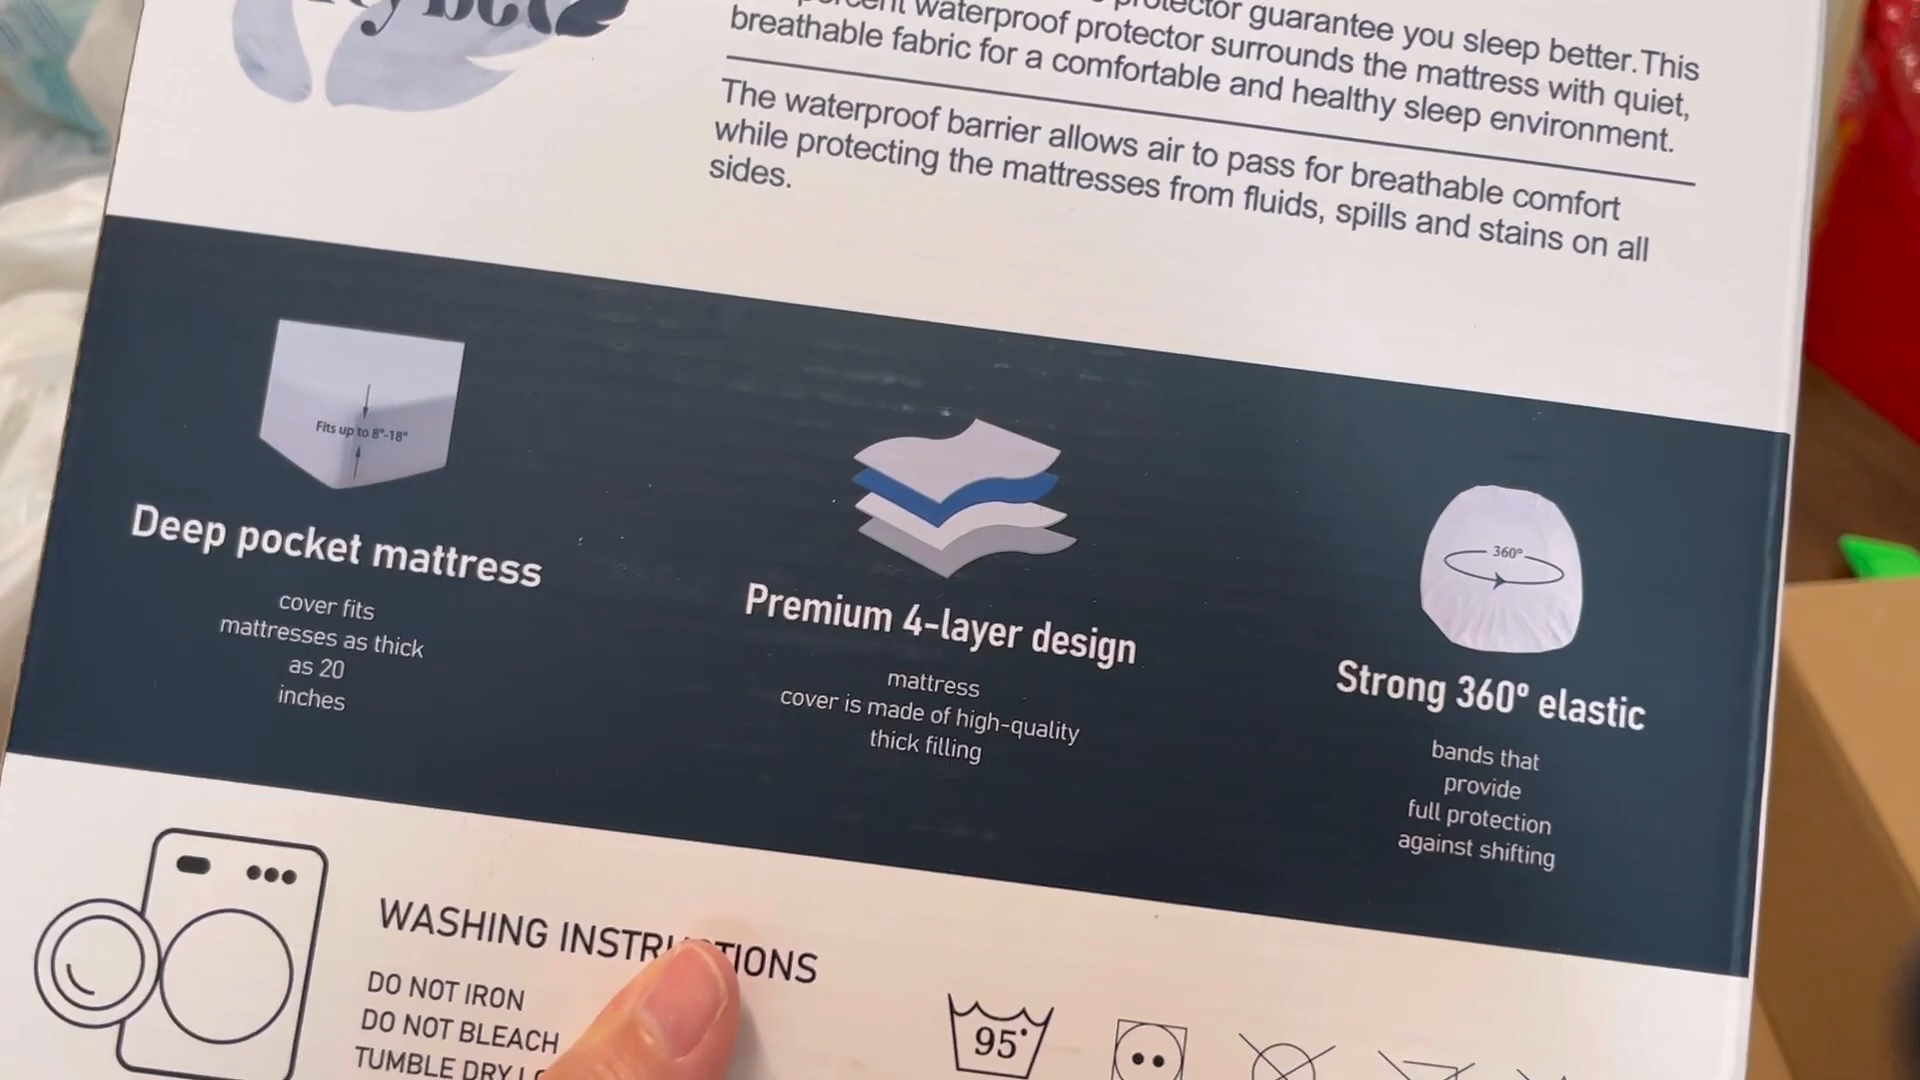 guarantee you sleep better.This
waterproof protector surrounds the mattress with quiet,
breathable fabric for a comfortable and healthy sleep environment.
The waterproof barrier allows air to pass for breathable comfort
while protecting the mattresses from fluids, spills and stains on all
sides.
Fits up to 8"-18"
Deep pocket mattress
cover fits
mattresses as thick
as 20
inches
Premium 4-layer design
mattress
cover is made of high-quality
thick filling
360°
Strong 360° elastic
bands that
provide
full protection
against shifting
WASHING INSTRUCTIONS
DO NOT IRON
DO NOT BLEACH
TUMBLE DRY
95°